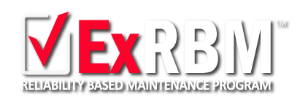 ExRBM™
RELIABILITY BASED MAINTENANCE PROGRAM